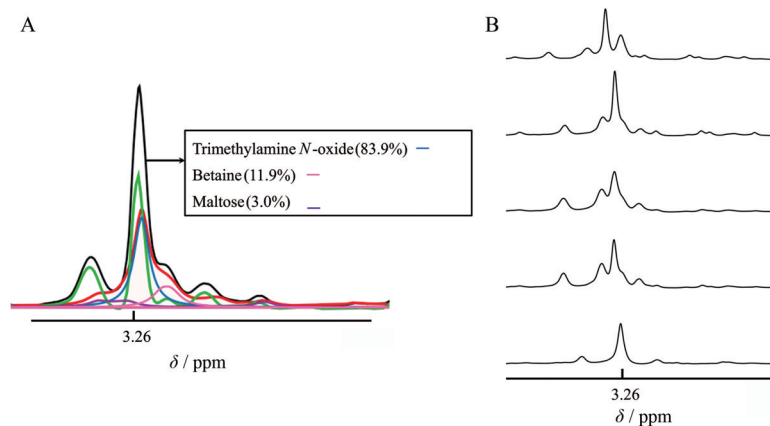 A
B
Trimethylamine N-oxide(83.9%)
Betaine(11.9%)
Maltose(3.0%)
3.26
δ / ppm
3.26
δ / ppm